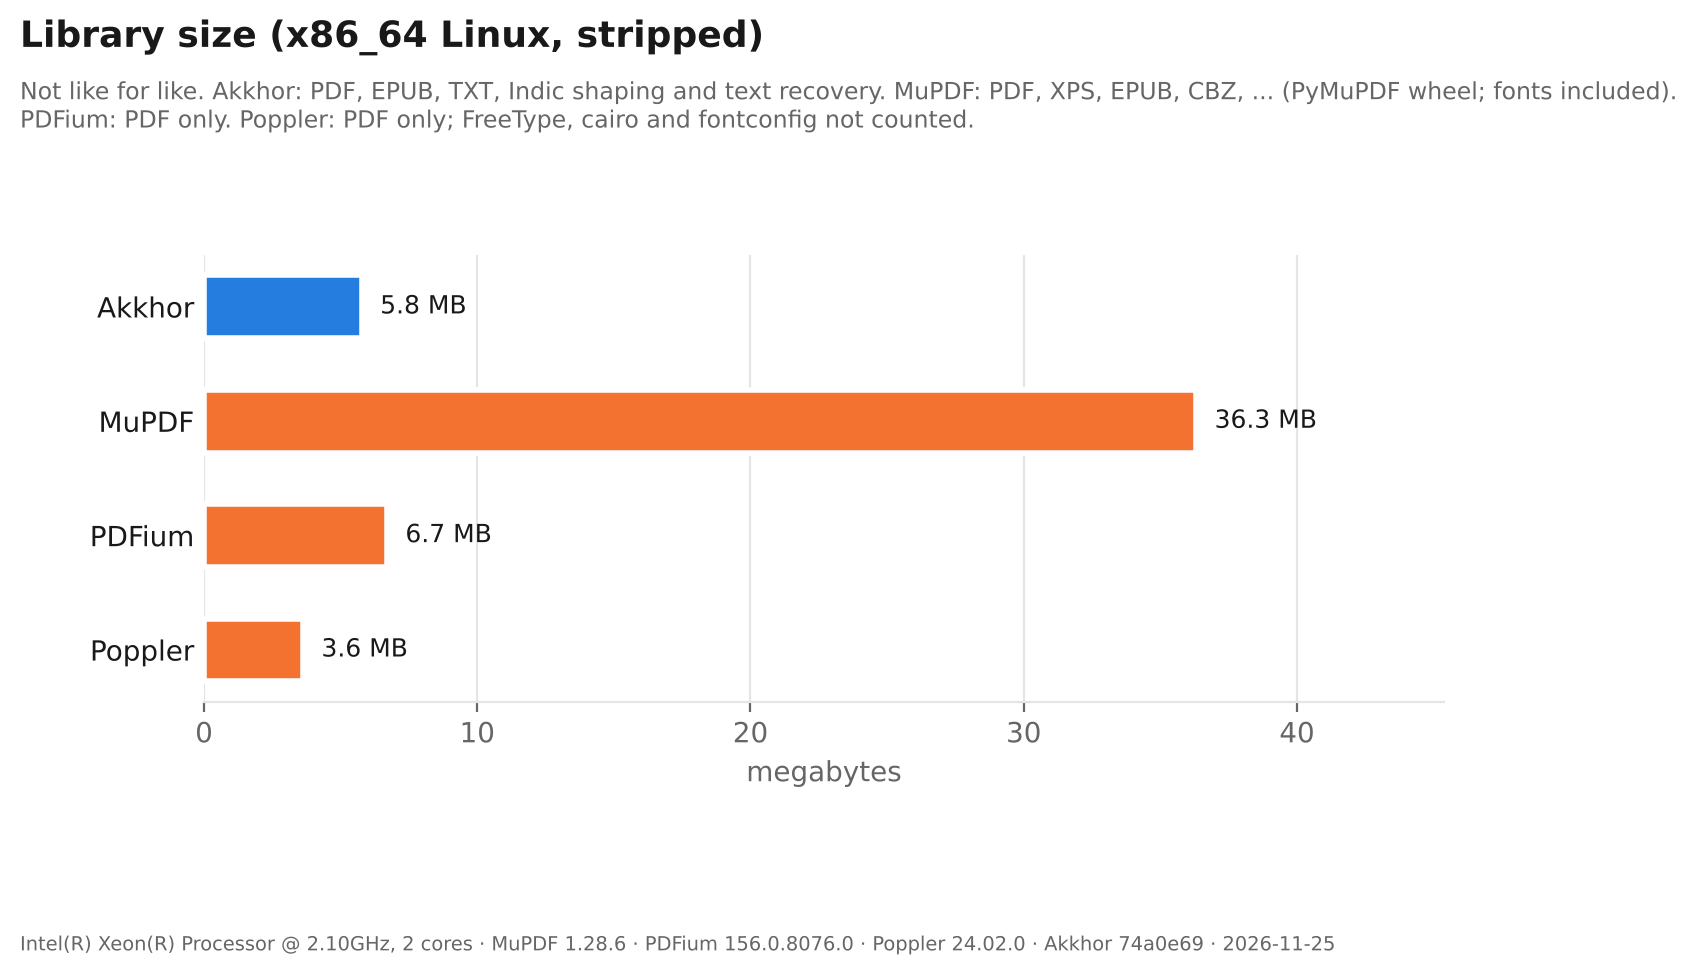 Library size (x86_64 Linux, stripped)
Not like for like. Akkhor: PDF, EPUB, TXT, Indic shaping and text recovery. MuPDF: PDF, XPS, EPUB, CBZ, ... (PyMuPDF wheel; fonts included).
PDFium: PDF only. Poppler: PDF only; FreeType, cairo and fontconfig not counted.
Akkhor 5.8 MB
MuPDF 36.3 MB
PDFium 6.7 MB
Poppler 3.6 MB
0 10 20 30 40
megabytes
Intel(R) Xeon(R) Processor @ 2.10GHz, 2 cores · MuPDF 1.28.6 · PDFium 156.0.8076.0 · Poppler 24.02.0 · Akkhor 74a0e69 · 2026-11-25